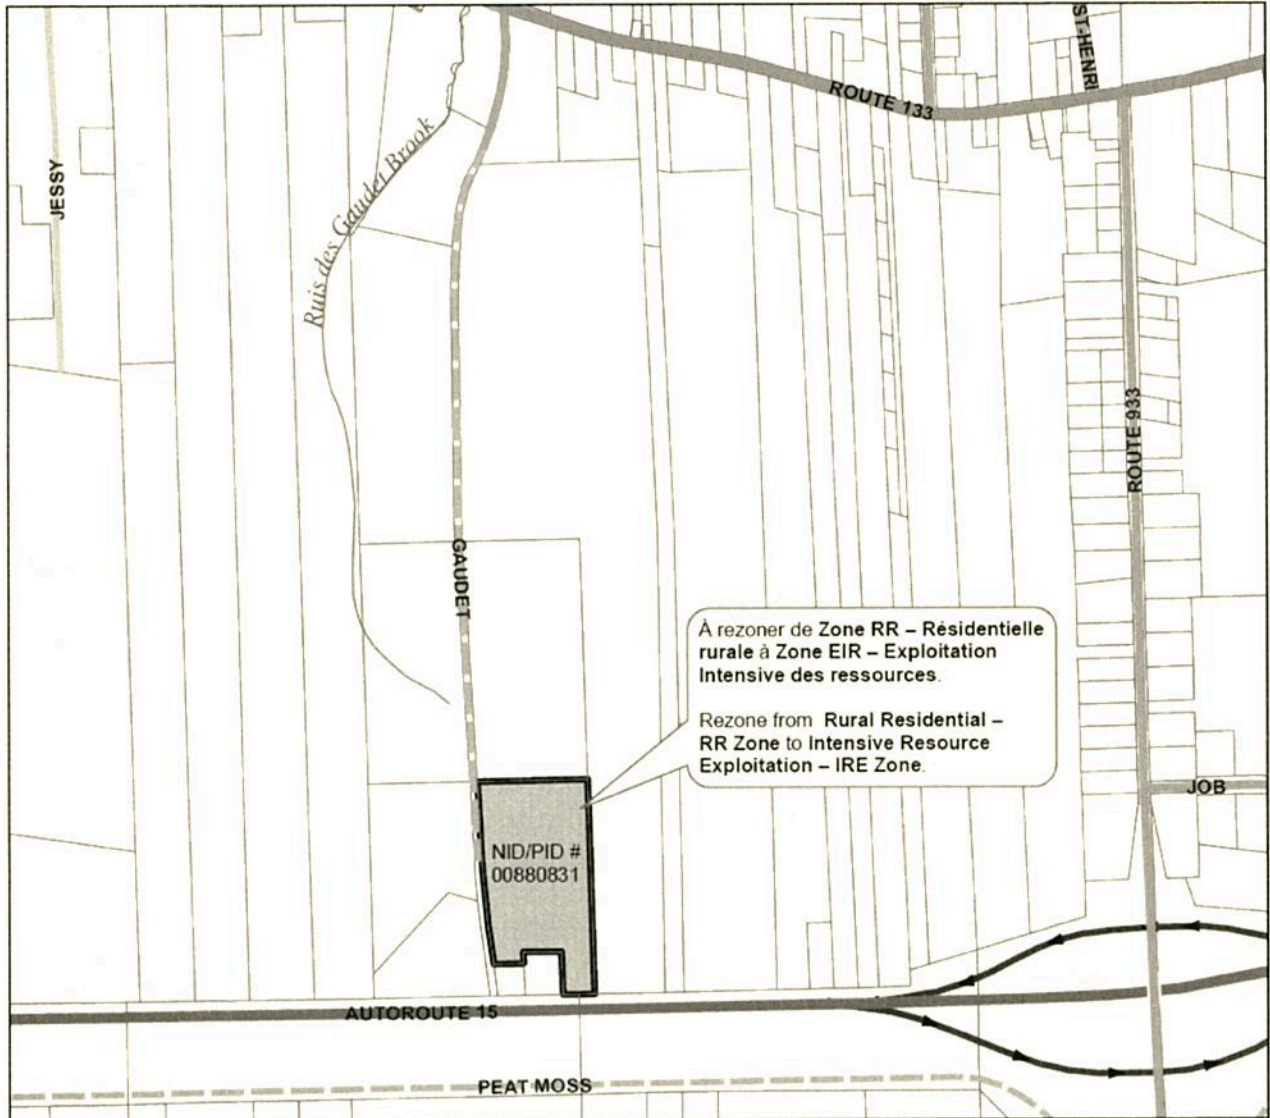 ST-HENRI
ROUTE 133
JESSY
Ruis des Gaudet Brook
ROUTE 933
GAUDET
À rezoner de Zone RR – Résidentielle
rurale à Zone EIR – Exploitation
Intensive des ressources.
Rezone from Rural Residential –
RR Zone to Intensive Resource
Exploitation – IRE Zone.
JOB
NID/PID #
00880831
AUTOROUTE 15
PEAT MOSS